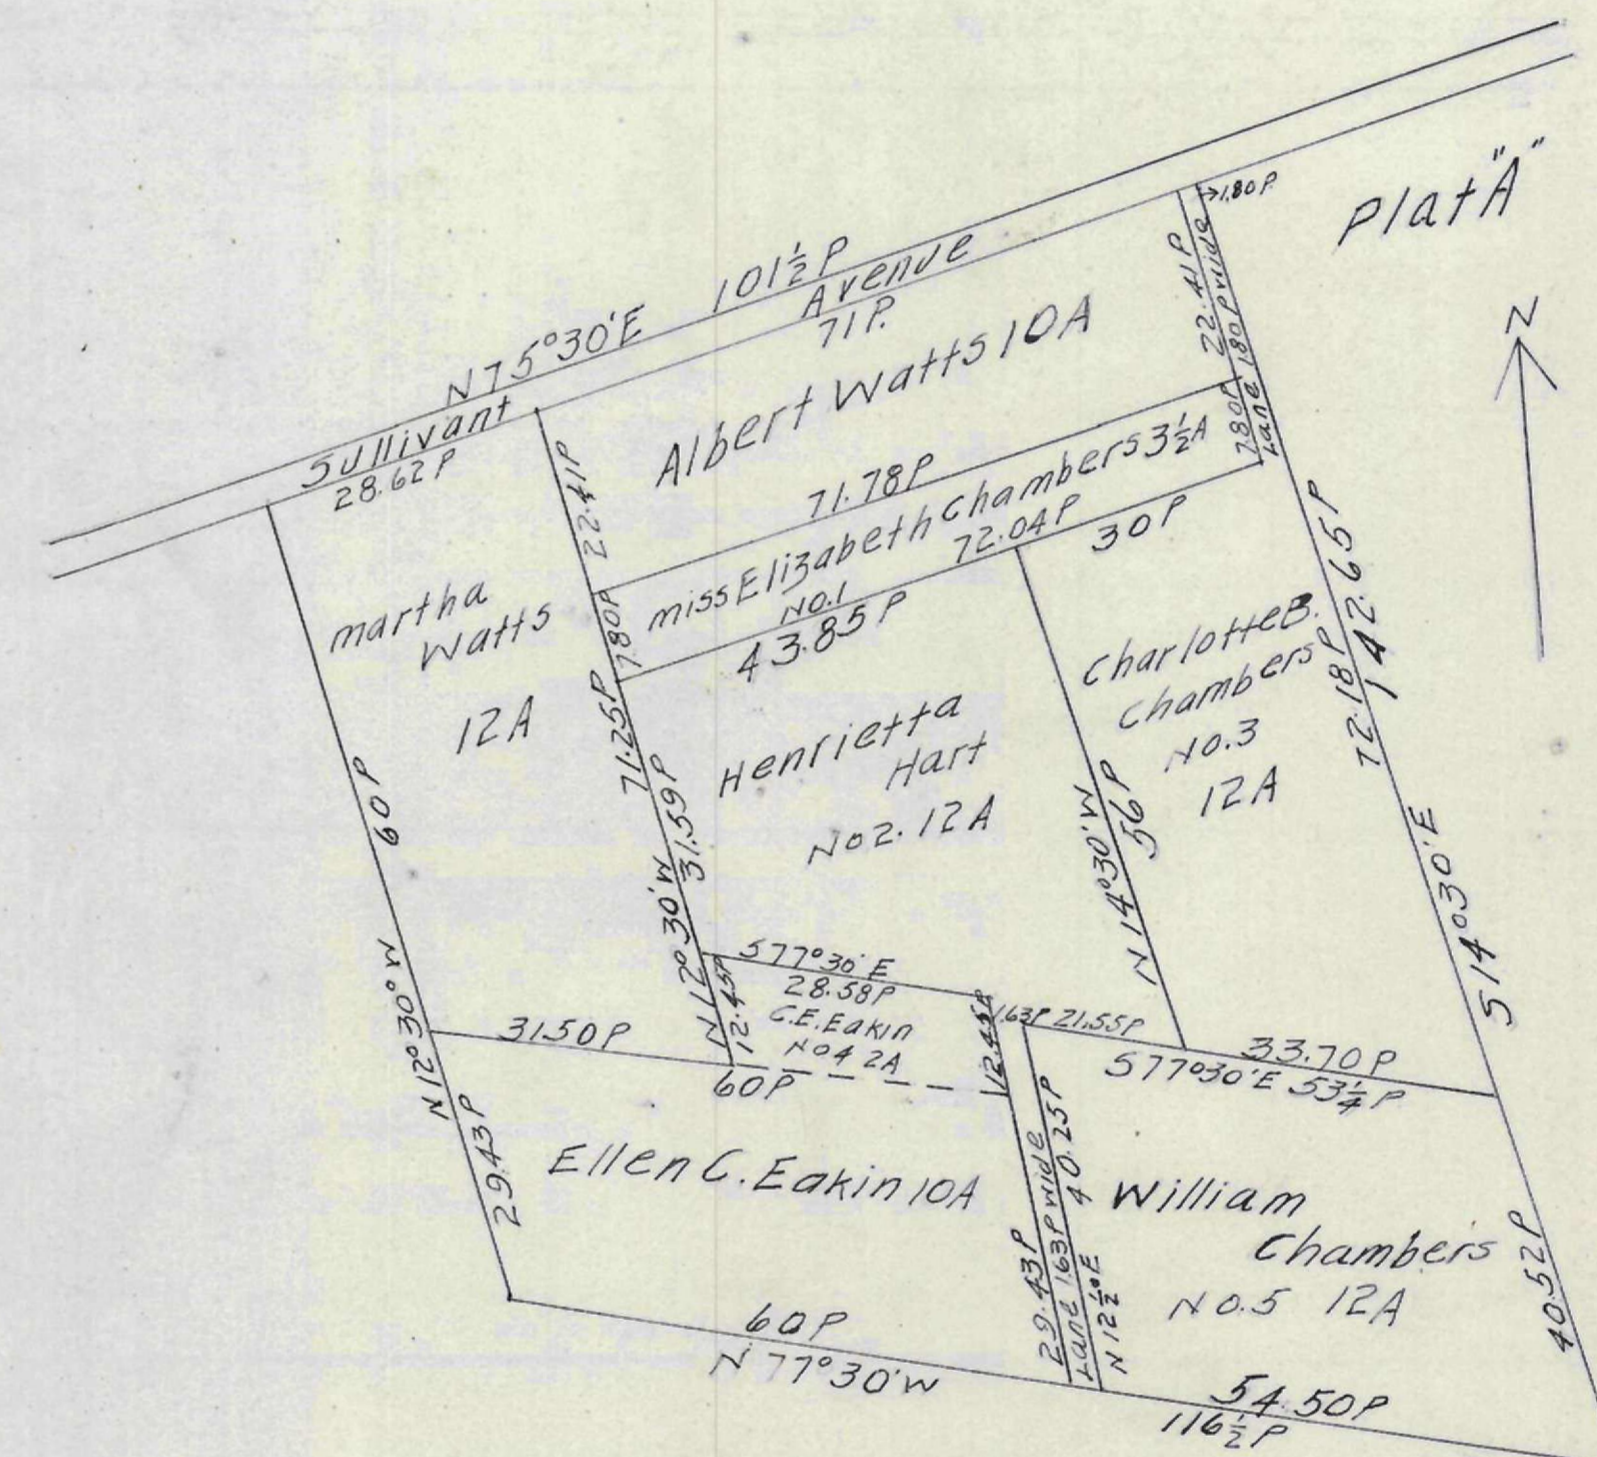 Plat "A"
N
N 75°30'E
101½ P
Sullivant Avenue
28.62 P
71 P.
→1.80 P.
Albert Watts 10 A
22.41 P
22.41 P
Lane 1.80 P wide
71.78 P
7.80 P
7.80 P
miss Elizabeth Chambers 3½ A
No. 1
72.04 P
43.85 P
30 P
martha
Watts
12 A
60 P
N 12°30° W
29.43 P
71.25 P
31.59 P
N 12°30' W
12.45 P
Henrietta
Hart
No 2. 12 A
Charlotte B.
Chambers
No. 3
12 A
N 14°30' W
56 P
142.65 P
72.18 P
S 14°30' E
S 77°30' E
28.58 P
C. E. Eakin
No 4 2 A
12.45 P
31.50 P
60 P
1.63 P 21.55 P
33.70 P
S 77°30' E 53¼ P
Ellen C. Eakin 10 A
29.43 P
Lane 1.63 P wide
40.25 P
N 12½° E
William
Chambers
No. 5 12 A
40.52 P
60 P
N 77°30' W
54.50 P
116½ P